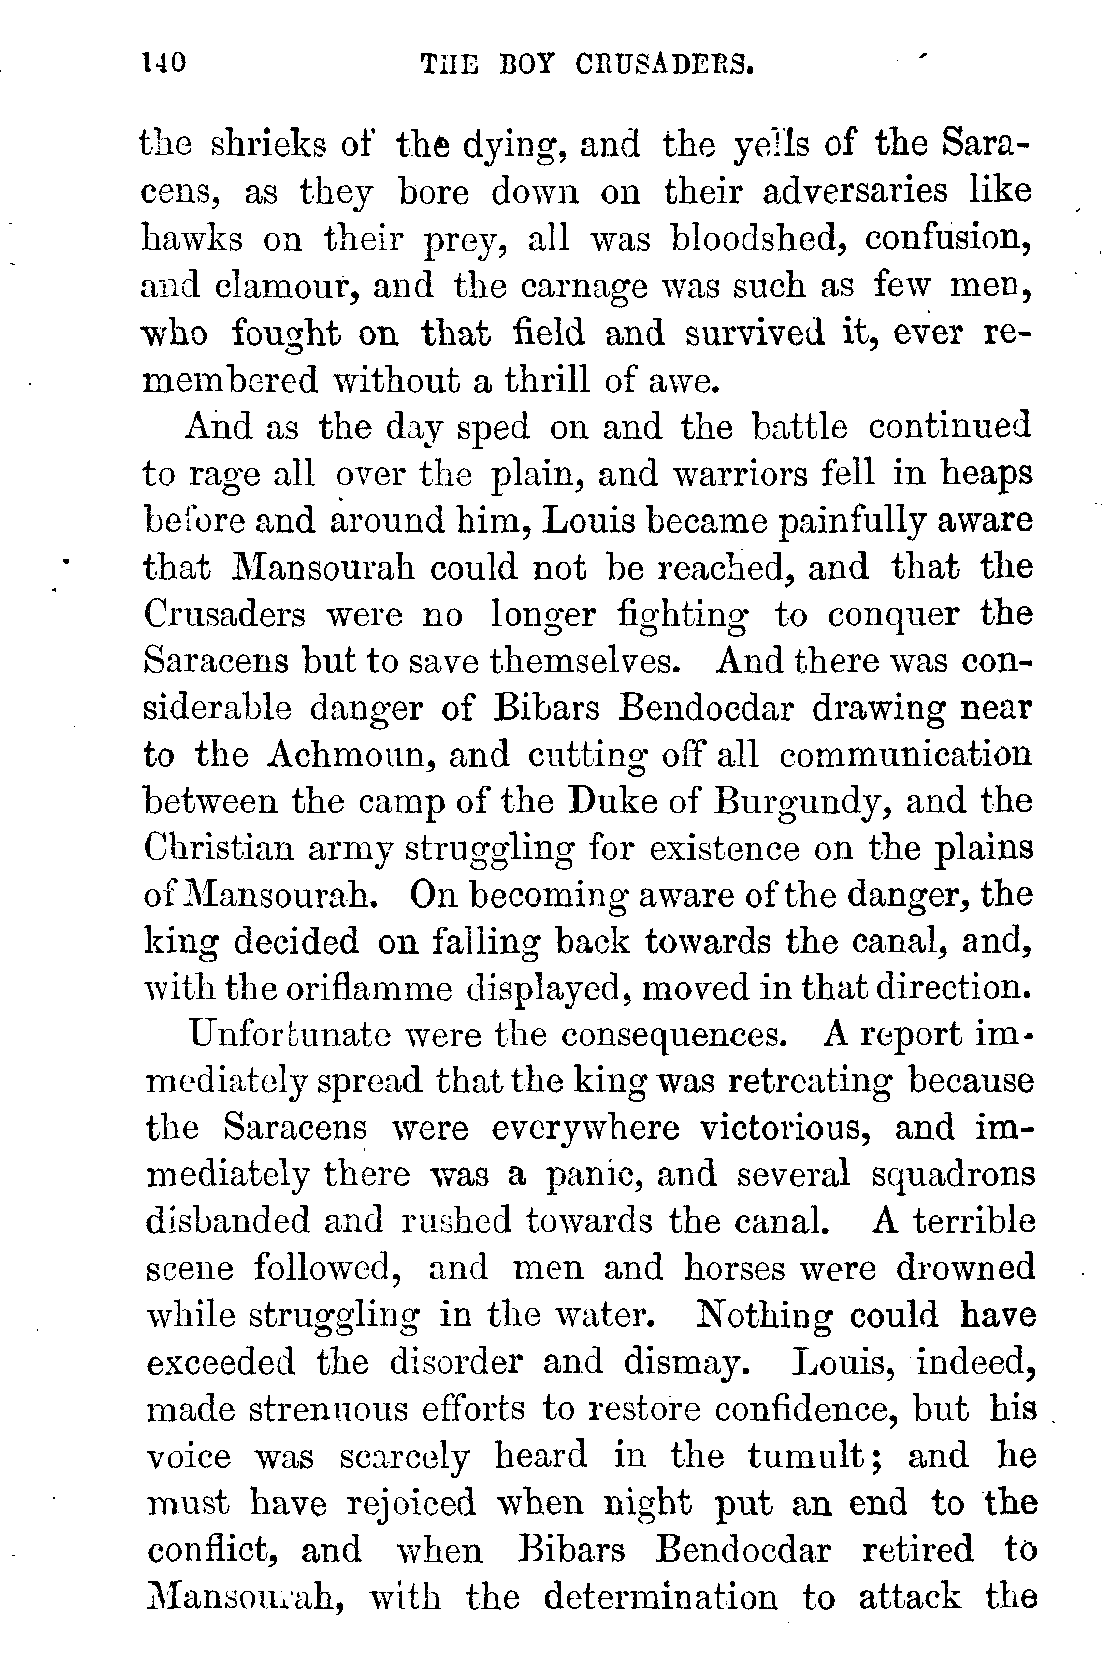 140 THE BOY CRUSADERS.
the shrieks of the dying, and the yells of the Sara-
cens, as they bore down on their adversaries like
hawks on their prey, all was bloodshed, confusion,
and clamour, and the carnage was such as few men,
who fought on that field and survived it, ever re-
membered without a thrill of awe.
And as the day sped on and the battle continued
to rage all over the plain, and warriors fell in heaps
before and around him, Louis became painfully aware
that Mansourah could not be reached, and that the
Crusaders were no longer fighting to conquer the
Saracens but to save themselves. And there was con-
siderable danger of Bibars Bendocdar drawing near
to the Achmoun, and cutting off all communication
between the camp of the Duke of Burgundy, and the
Christian army struggling for existence on the plains
of Mansourah. On becoming aware of the danger, the
king decided on falling back towards the canal, and,
with the oriflamme displayed, moved in that direction.
Unfortunate were the consequences. A report im-
mediately spread that the king was retreating because
the Saracens were everywhere victorious, and im-
mediately there was a panic, and several squadrons
disbanded and rushed towards the canal. A terrible
scene followed, and men and horses were drowned
while struggling in the water. Nothing could have
exceeded the disorder and dismay. Louis, indeed,
made strenuous efforts to restore confidence, but his
voice was scarcely heard in the tumult; and he
must have rejoiced when night put an end to the
conflict, and when Bibars Bendocdar retired to
Mansourah, with the determination to attack the